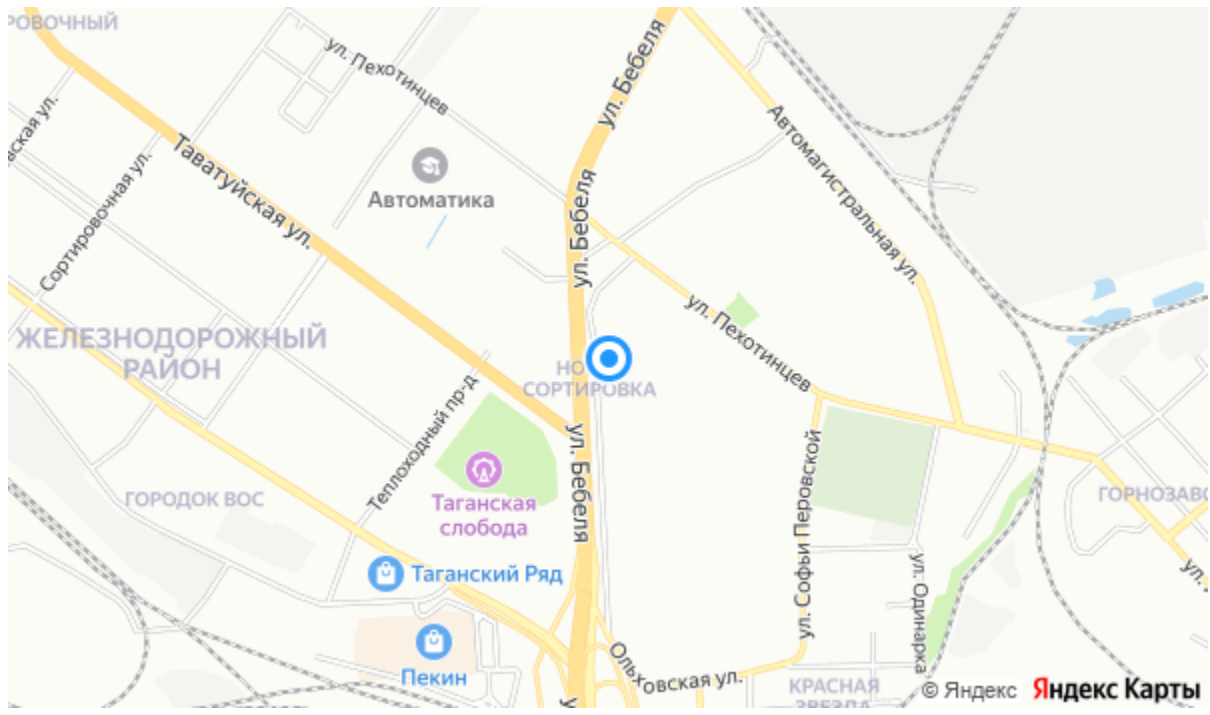 РОВОЧНЫЙ
ул. Пехотинцев
ул. Бебеля
Автомагистральная ул.
Таватуйская ул.
Сортировочная ул.
Автоматика
ул. Бебеля
ул. Пехотинцев
ЖЕЛЕЗНОДОРОЖНЫЙ
РАЙОН
СОРТИРОВКА
Теплоходный пр-д
ул. Бебеля
ул. Софьи Перовской
ГОРОДОК ВОС
Таганская
слобода
ГОРНОЗАВО
Таганский Ряд
ул. Одинарка
ул.
Пекин
Ольховская ул.
КРАСНАЯ
ЗВЕЗДА
© Яндекс Яндекс Карты